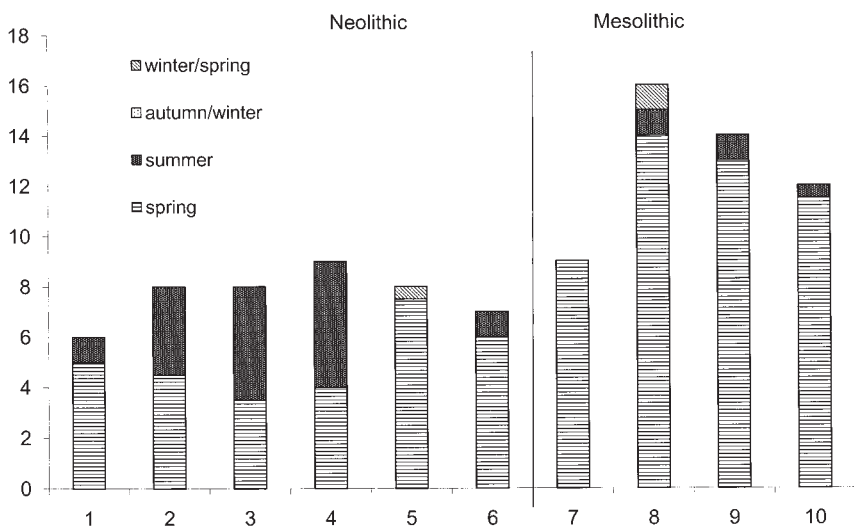 Neolithic Mesolithic
18
16
14
12
10
8
6
4
2
0
winter/spring
autumn/winter
summer
spring
1 2 3 4 5 6 7 8 9 10